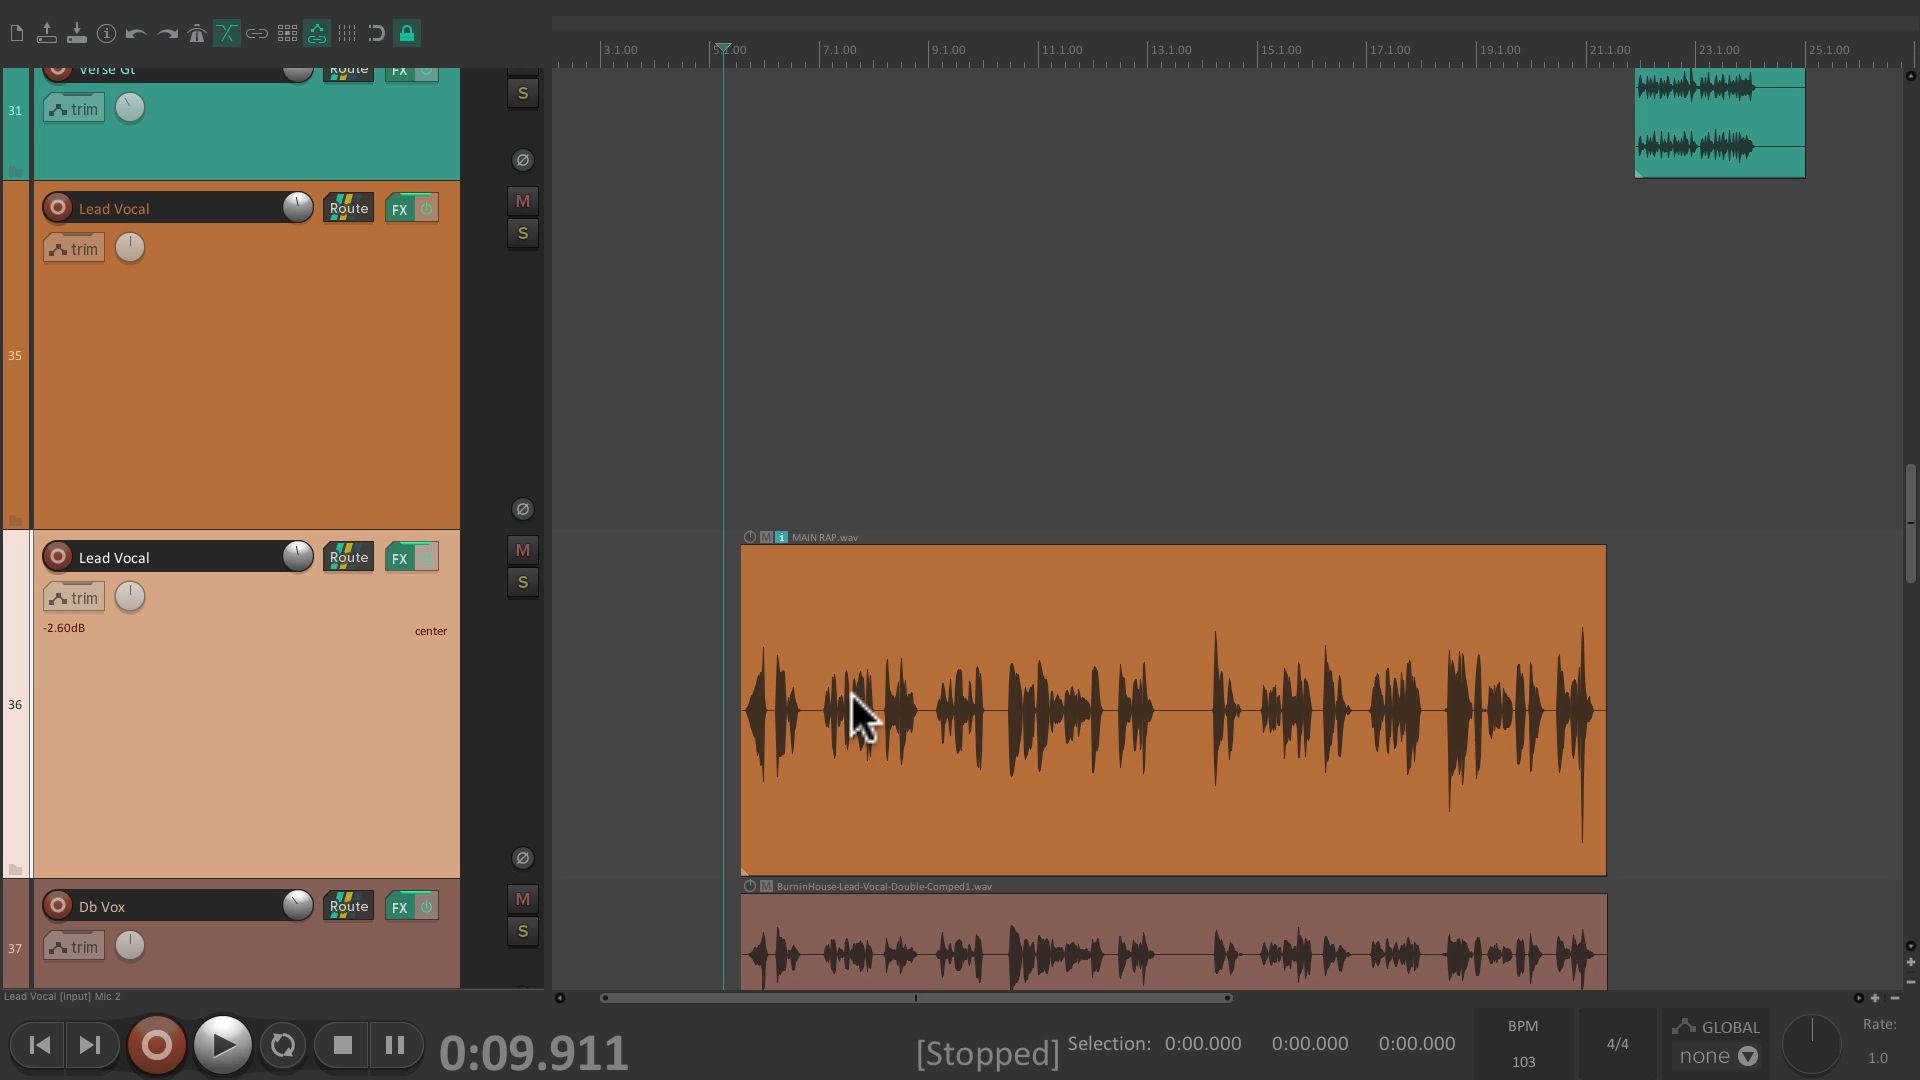 3.1.00
5.1.00
7.1.00
9.1.00
11.1.00
13.1.00
15.1.00
17.1.00
19.1.00
21.1.00
23.1.00
25.1.00
31
Verse Gt
Route
FX
trim
S
35
Lead Vocal
Route
FX
M
trim
S
36
Lead Vocal
Route
FX
M
trim
S
-2.60dB
center
M i MAIN RAP.wav
37
Db Vox
Route
FX
M
trim
S
M BurninHouse-Lead-Vocal-Double-Comped1.wav
Lead Vocal [input] Mic 2
0:09.911
[Stopped]
Selection: 0:00.000 0:00.000 0:00.000
BPM
103
4/4
GLOBAL
none
Rate:
1.0